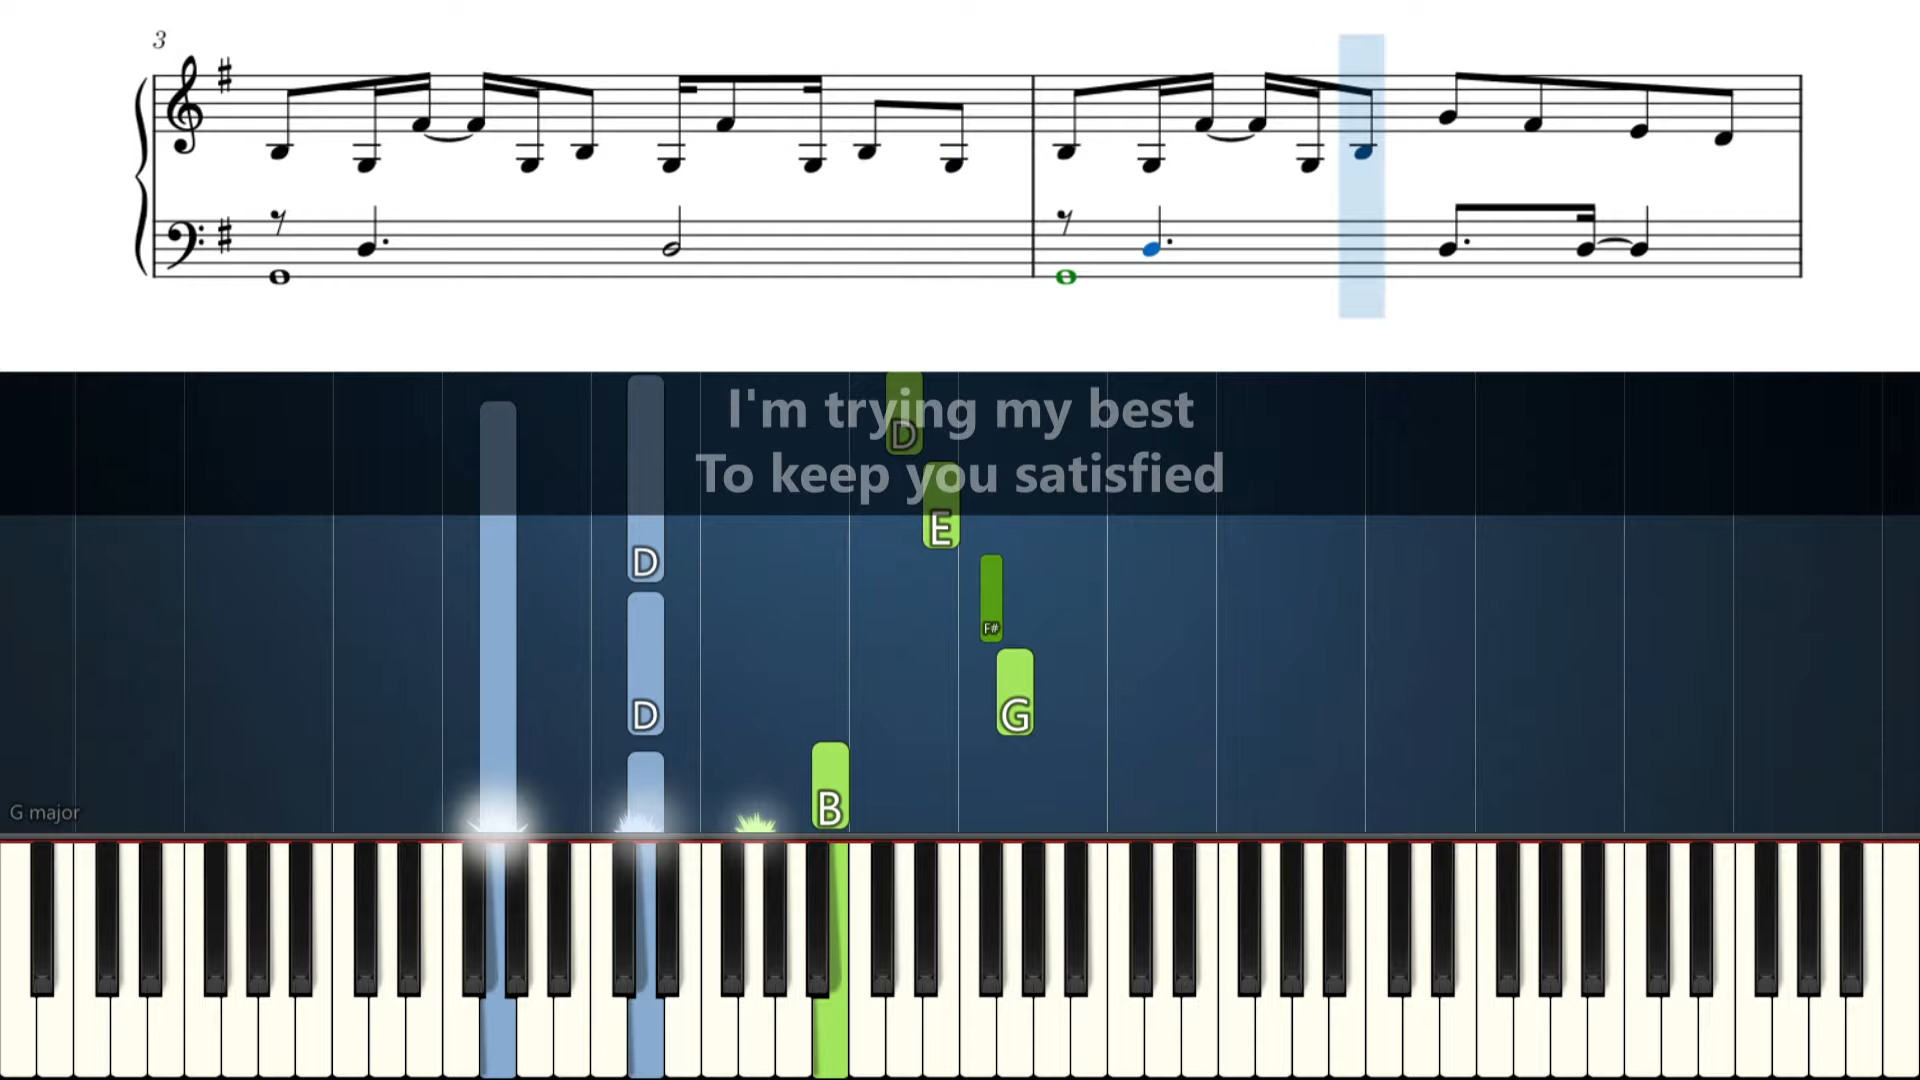 3
I'm trying my best
To keep you satisfied
D
E
D
F#
D
G
B
G major